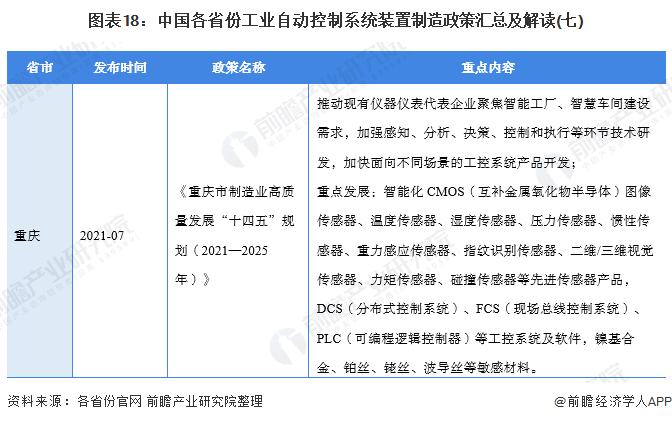 图表18：中国各省份工业自动控制系统装置制造政策汇总及解读(七)
省市 发布时间 政策名称 重点内容
重庆 2021-07
《重庆市制造业高质
量发展“十四五”规
划（2021—2025
年）》
推动现有仪器仪表代表企业聚焦智能工厂、智慧车间建设
需求，加强感知、分析、决策、控制和执行等环节技术研
发，加快面向不同场景的工控系统产品开发；
重点发展：智能化 CMOS（互补金属氧化物半导体）图像
传感器、温度传感器、湿度传感器、压力传感器、惯性传
感器、重力感应传感器、指纹识别传感器、二维/三维视觉
传感器、力矩传感器、碰撞传感器等先进传感器产品，
DCS（分布式控制系统）、FCS（现场总线控制系统）、
PLC（可编程逻辑控制器）等工控系统及软件，镍基合
金、铂丝、铑丝、波导丝等敏感材料。
资料来源：各省份官网 前瞻产业研究院整理 @前瞻经济学人APP
前瞻产业研究院